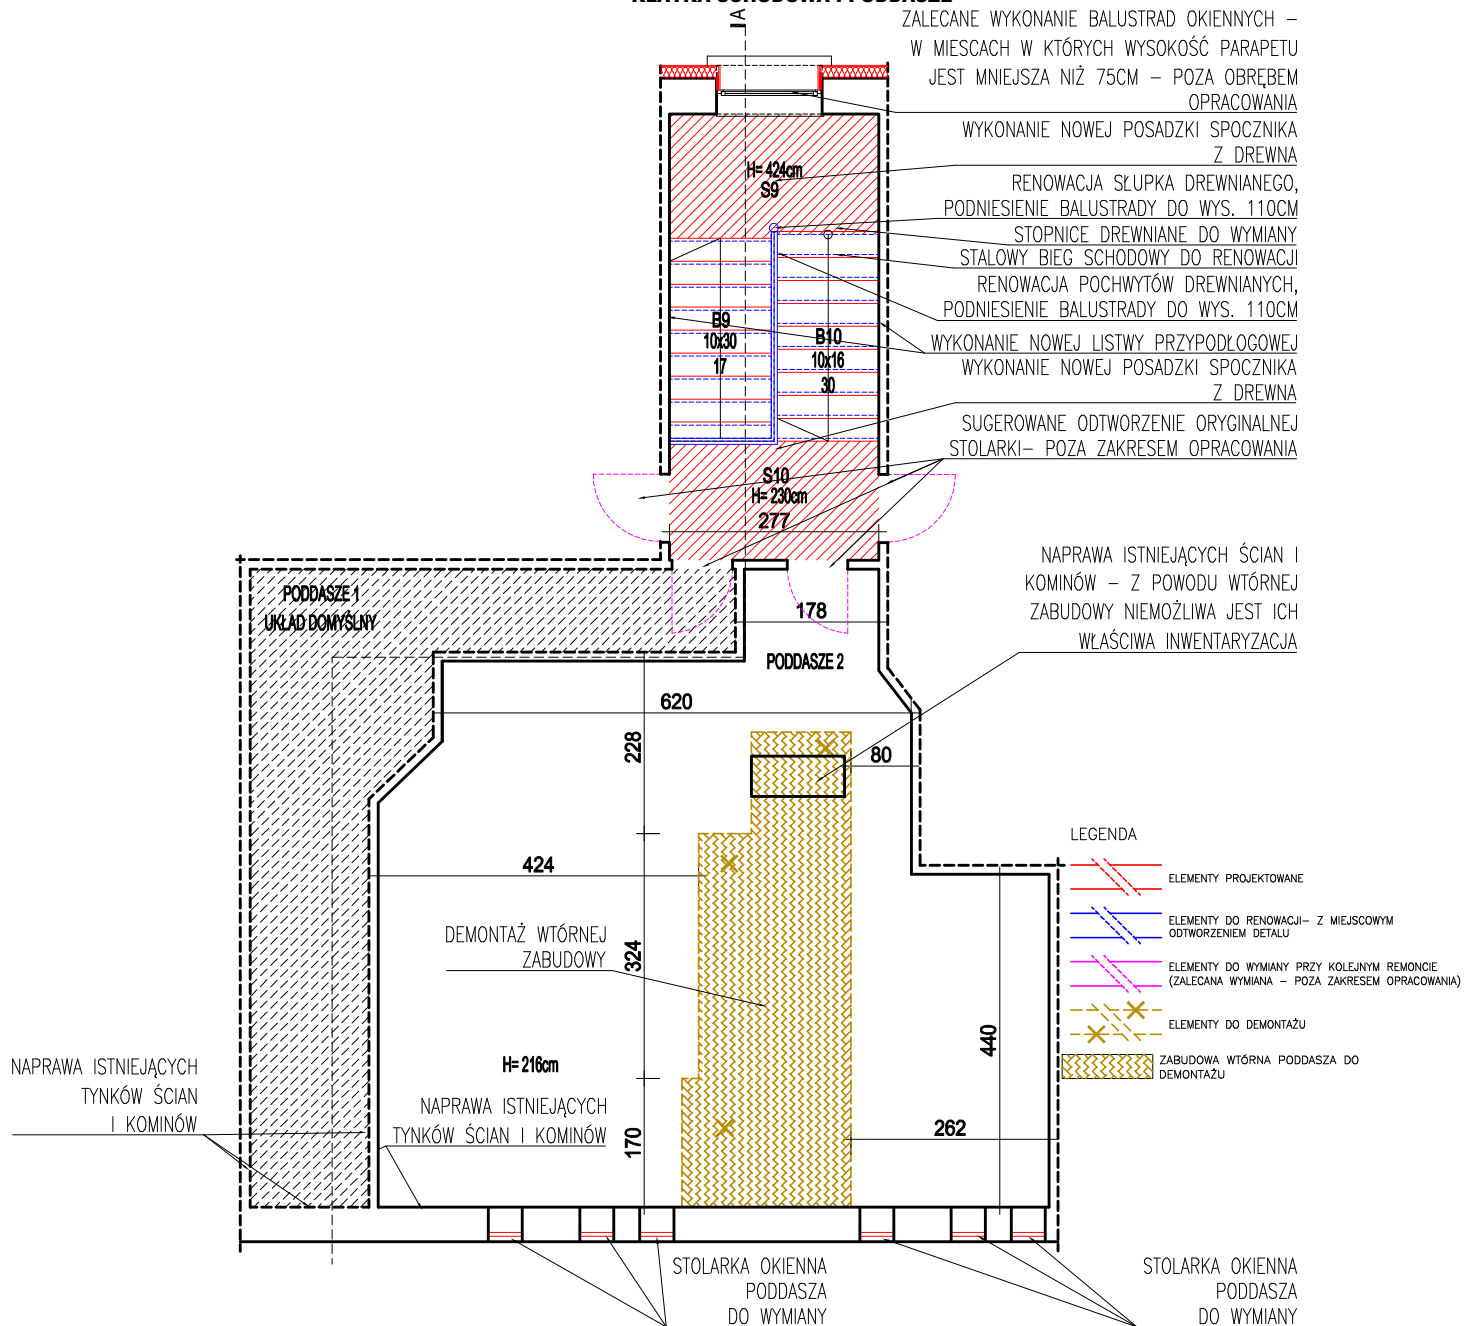 KLATKA SCHODOWA I PODDASZE
A
ZALECANE WYKONANIE BALUSTRAD OKIENNYCH –
W MIESCACH W KTÓRYCH WYSOKOŚĆ PARAPETU
JEST MNIEJSZA NIŻ 75CM – POZA OBRĘBEM
OPRACOWANIA
WYKONANIE NOWEJ POSADZKI SPOCZNIKA
Z DREWNA
RENOWACJA SŁUPKA DREWNIANEGO,
PODNIESIENIE BALUSTRADY DO WYS. 110CM
STOPNICE DREWNIANE DO WYMIANY
STALOWY BIEG SCHODOWY DO RENOWACJI
RENOWACJA POCHWYTÓW DREWNIANYCH,
PODNIESIENIE BALUSTRADY DO WYS. 110CM
WYKONANIE NOWEJ LISTWY PRZYPODŁOGOWEJ
WYKONANIE NOWEJ POSADZKI SPOCZNIKA
Z DREWNA
SUGEROWANE ODTWORZENIE ORYGINALNEJ
STOLARKI– POZA ZAKRESEM OPRACOWANIA
H= 424cm
S9
B9
10x30
17
B10
10x16
30
S10
H= 230cm
277
NAPRAWA ISTNIEJĄCYCH ŚCIAN I
KOMINÓW – Z POWODU WTÓRNEJ
ZABUDOWY NIEMOŻLIWA JEST ICH
WŁAŚCIWA INWENTARYZACJA
PODDASZE 1
UKŁAD DOMYŚLNY
178
PODDASZE 2
620
228
80
424
324
DEMONTAŻ WTÓRNEJ
ZABUDOWY
H= 216cm
440
170
262
NAPRAWA ISTNIEJĄCYCH
TYNKÓW ŚCIAN
I KOMINÓW
NAPRAWA ISTNIEJĄCYCH
TYNKÓW ŚCIAN I KOMINÓW
LEGENDA
ELEMENTY PROJEKTOWANE
ELEMENTY DO RENOWACJI– Z MIEJSCOWYM
ODTWORZENIEM DETALU
ELEMENTY DO WYMIANY PRZY KOLEJNYM REMONCIE
(ZALECANA WYMIANA – POZA ZAKRESEM OPRACOWANIA)
ELEMENTY DO DEMONTAŻU
ZABUDOWA WTÓRNA PODDASZA DO
DEMONTAŻU
STOLARKA OKIENNA
PODDASZA
DO WYMIANY
STOLARKA OKIENNA
PODDASZA
DO WYMIANY